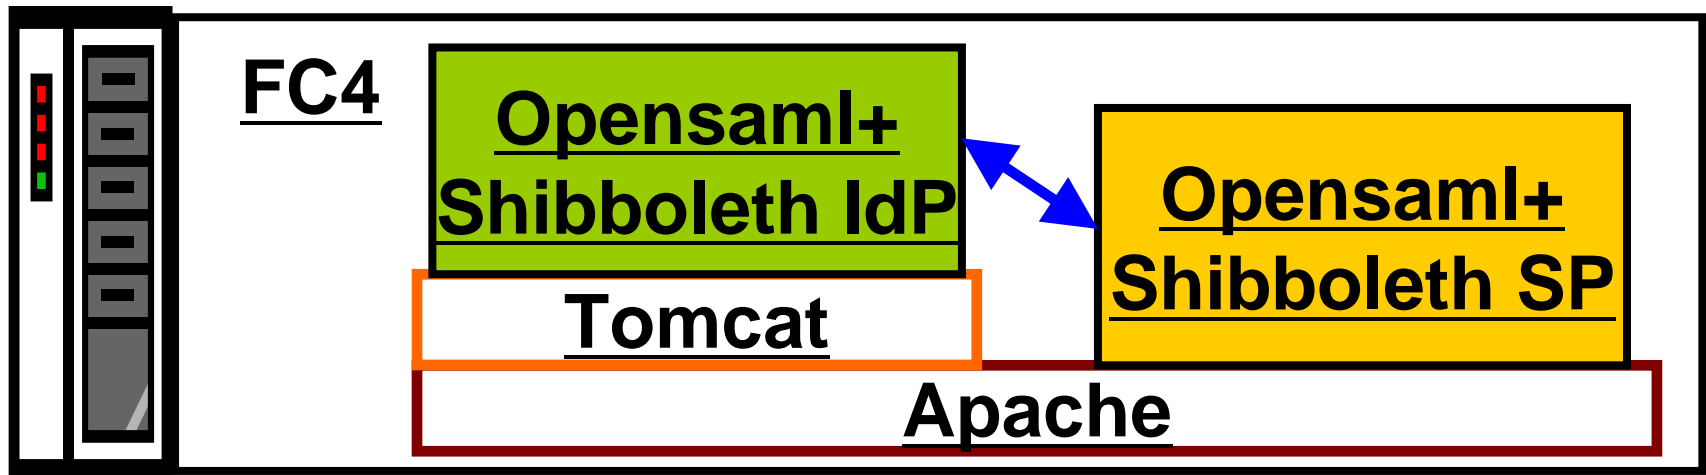 FC4
Opensaml+
Shibboleth IdP
Opensaml+
Shibboleth SP
Tomcat
Apache